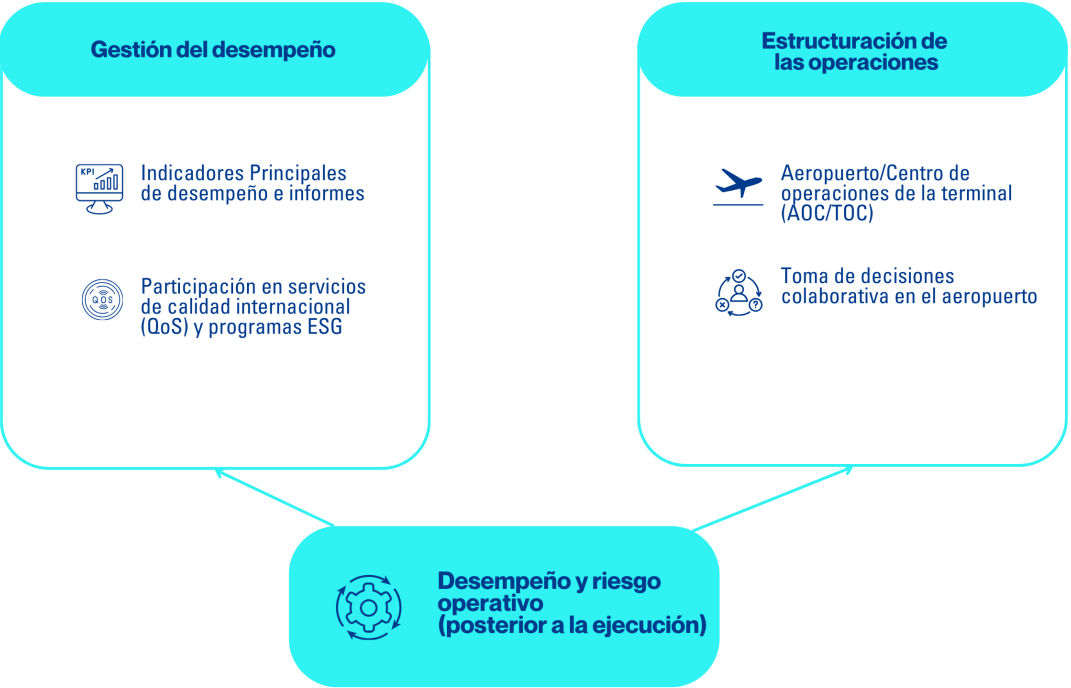 Gestión del desempeño
KPI
Indicadores Principales
de desempeño e informes
QOS
Participación en servicios
de calidad internacional
(QoS) y programas ESG
Estructuración de
las operaciones
Aeropuerto/Centro de
operaciones de la terminal
(AOC/TOC)
Toma de decisiones
colaborativa en el aeropuerto
?
Desempeño y riesgo
operativo
(posterior a la ejecución)